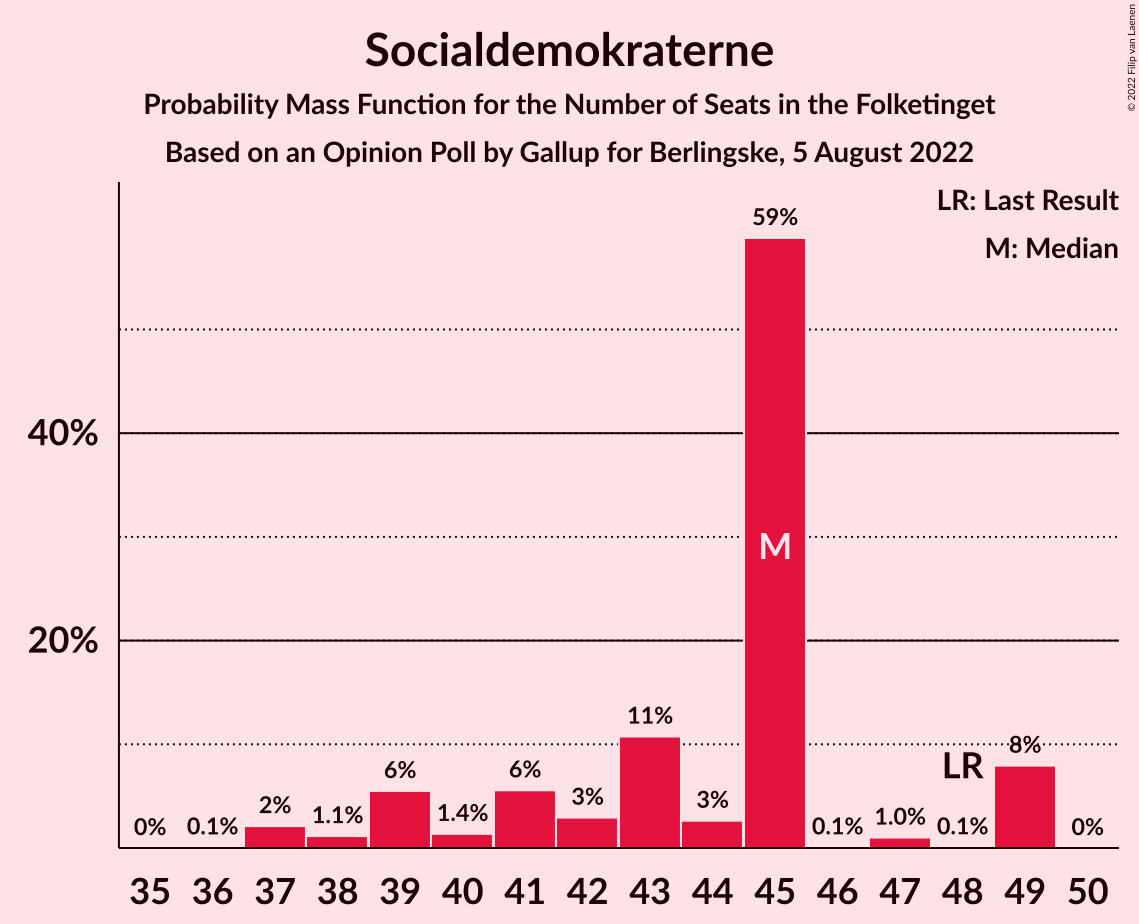 Socialdemokraterne
Probability Mass Function for the Number of Seats in the Folketinget
Based on an Opinion Poll by Gallup for Berlingske, 5 August 2022
© 2022 Filip van Laenen
LR: Last Result
M: Median
40%
20%
0%
0.1%
2%
1.1%
6%
1.4%
6%
3%
11%
3%
59%
M
0.1%
1.0%
0.1%
LR
8%
0%
35 36 37 38 39 40 41 42 43 44 45 46 47 48 49 50